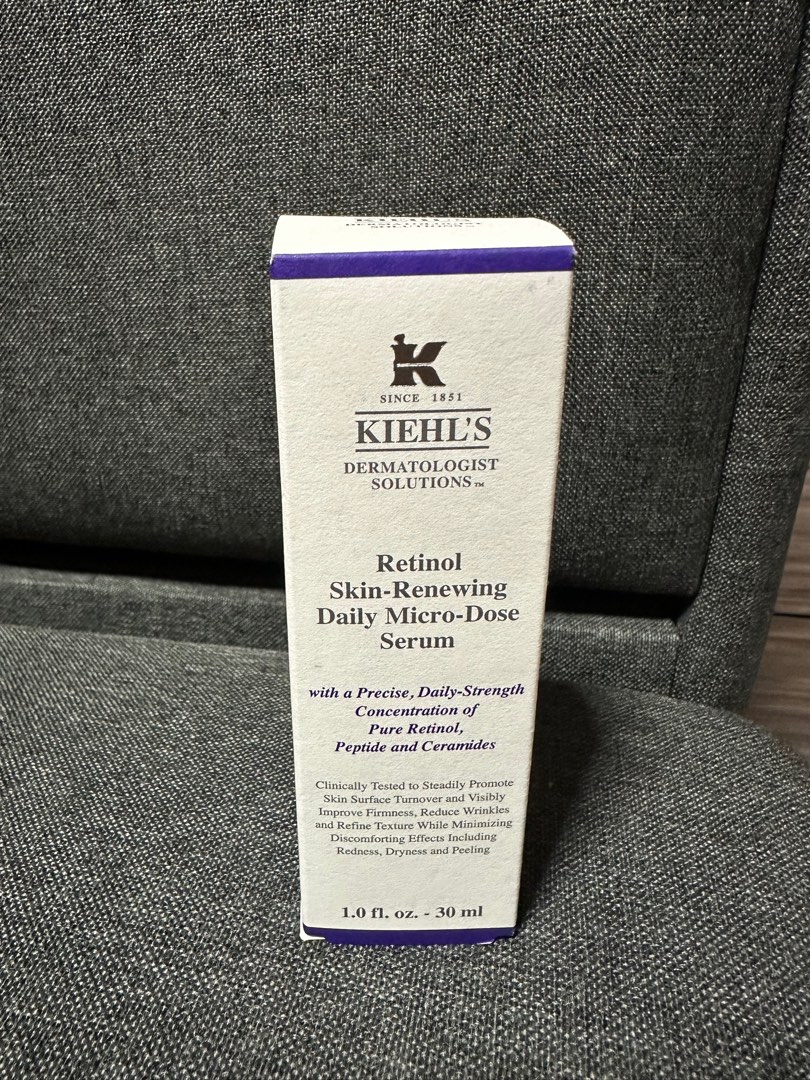 DERMATOLOGIST
SOLUTIONS
K
SINCE 1851
KIEHL'S
DERMATOLOGIST
SOLUTIONS™
Retinol
Skin-Renewing
Daily Micro-Dose
Serum
with a Precise, Daily-Strength
Concentration of
Pure Retinol,
Peptide and Ceramides
Clinically Tested to Steadily Promote
Skin Surface Turnover and Visibly
Improve Firmness, Reduce Wrinkles
and Refine Texture While Minimizing
Discomforting Effects Including
Redness, Dryness and Peeling
1.0 fl. oz. - 30 ml